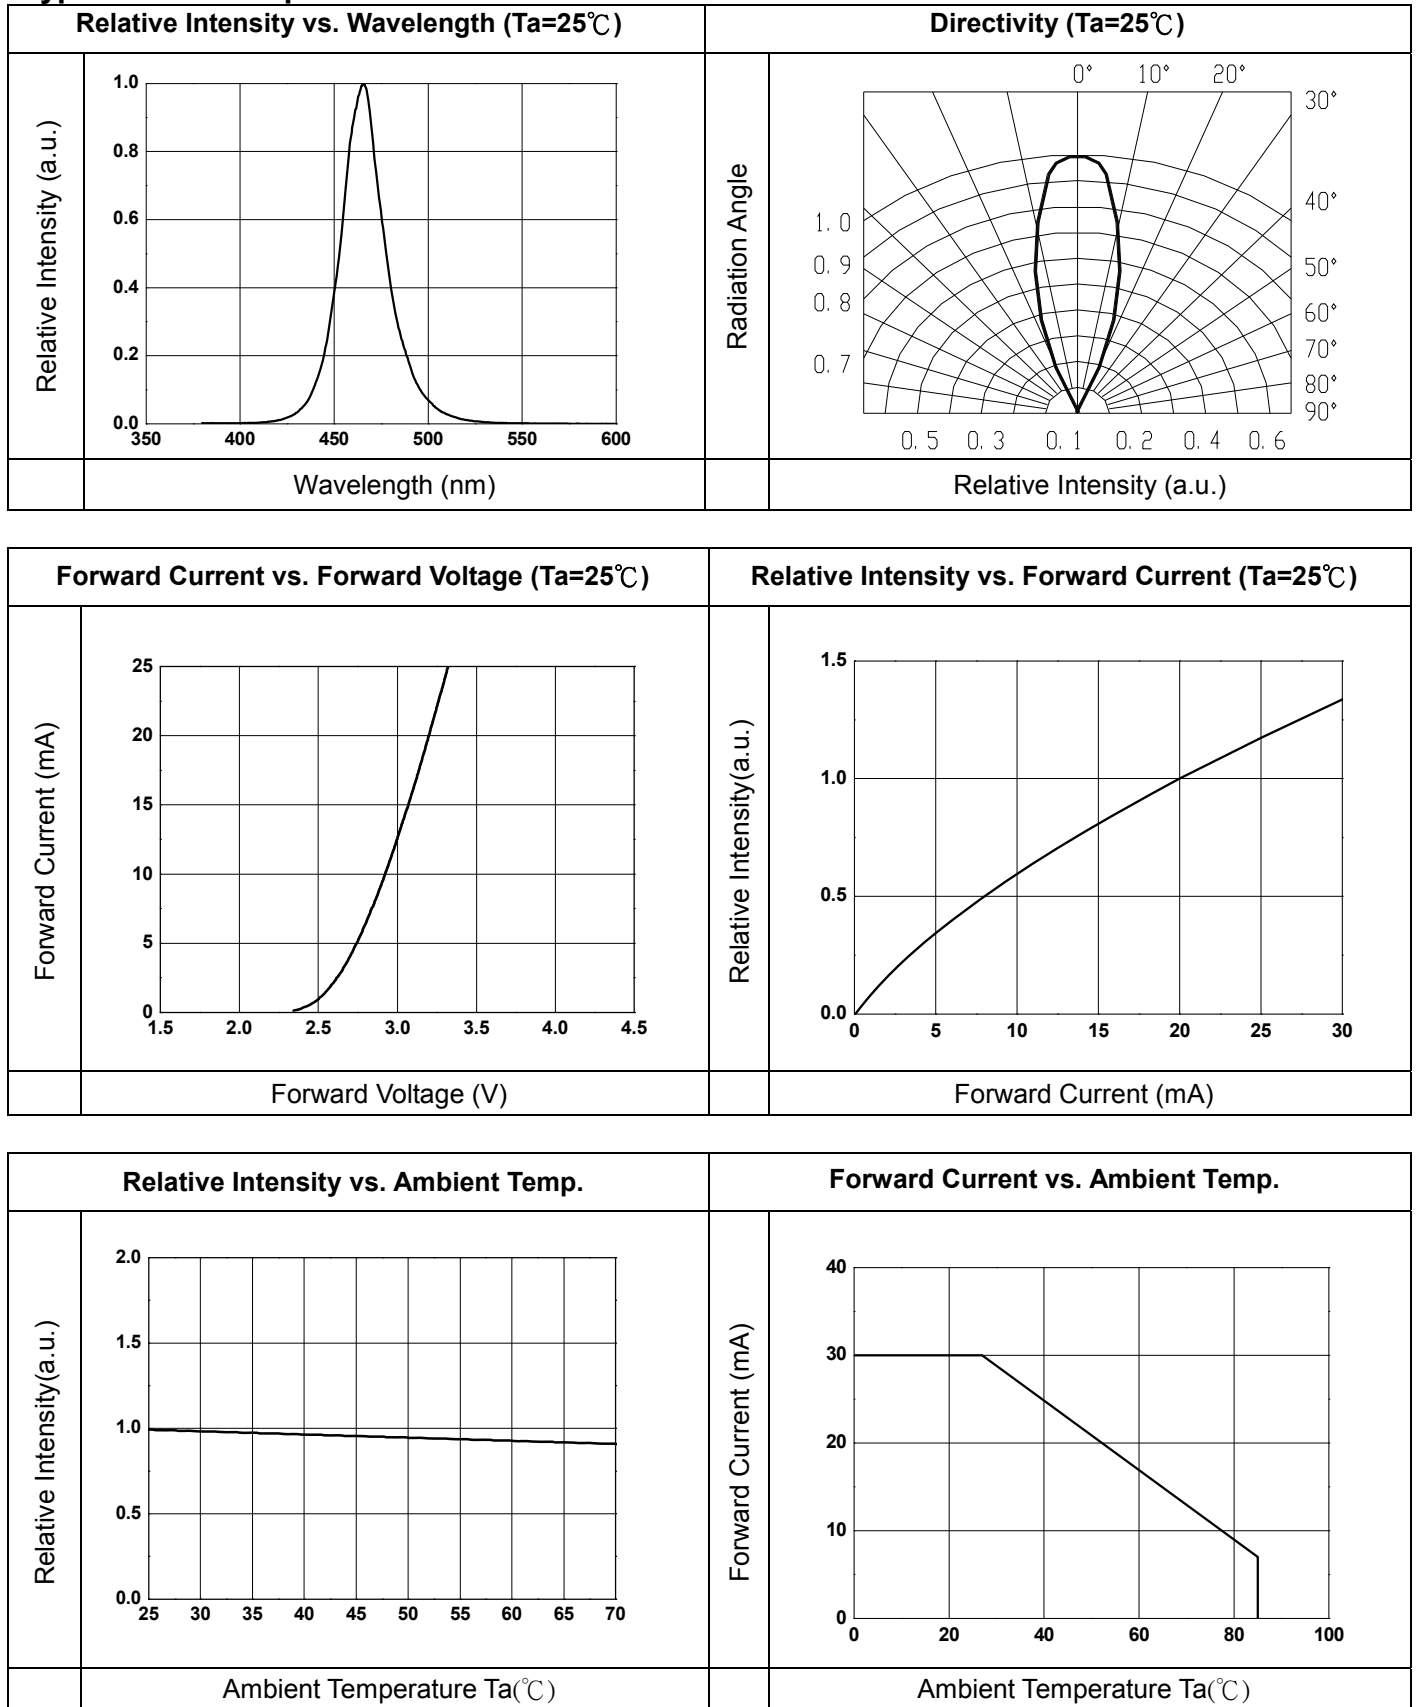 Relative Intensity vs. Wavelength (Ta=25℃)
Directivity (Ta=25℃)
Relative Intensity (a.u.)
1.0
0.8
0.6
0.4
0.2
0.0
350 400 450 500 550 600
Wavelength (nm)
Radiation Angle
0° 10° 20°
30°
40°
50°
60°
70°
80°
90°
1.0
0.9
0.8
0.7
0.5 0.3 0.1 0.2 0.4 0.6
Relative Intensity (a.u.)
Forward Current vs. Forward Voltage (Ta=25℃)
Relative Intensity vs. Forward Current (Ta=25℃)
Forward Current (mA)
25
20
15
10
5
0
1.5 2.0 2.5 3.0 3.5 4.0 4.5
Forward Voltage (V)
Relative Intensity(a.u.)
1.5
1.0
0.5
0.0
0 5 10 15 20 25 30
Forward Current (mA)
Relative Intensity vs. Ambient Temp.
Forward Current vs. Ambient Temp.
Relative Intensity(a.u.)
2.0
1.5
1.0
0.5
0.0
25 30 35 40 45 50 55 60 65 70
Ambient Temperature Ta(℃)
Forward Current (mA)
40
30
20
10
0
0 20 40 60 80 100
Ambient Temperature Ta(℃)